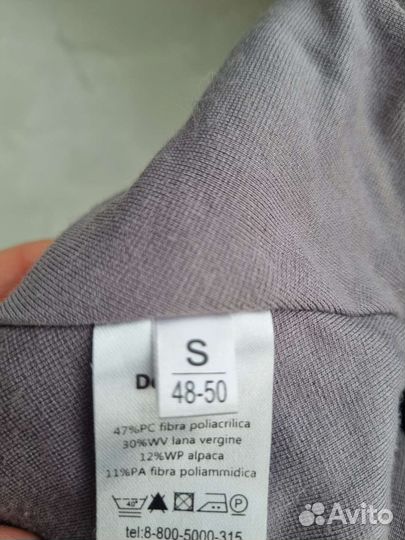 S
48-50
47%PC fibra poliacrilica
30%WV lana vergine
12%WP alpaca
11%PA fibra poliammidica
tel:8-800-5000-315
Avito